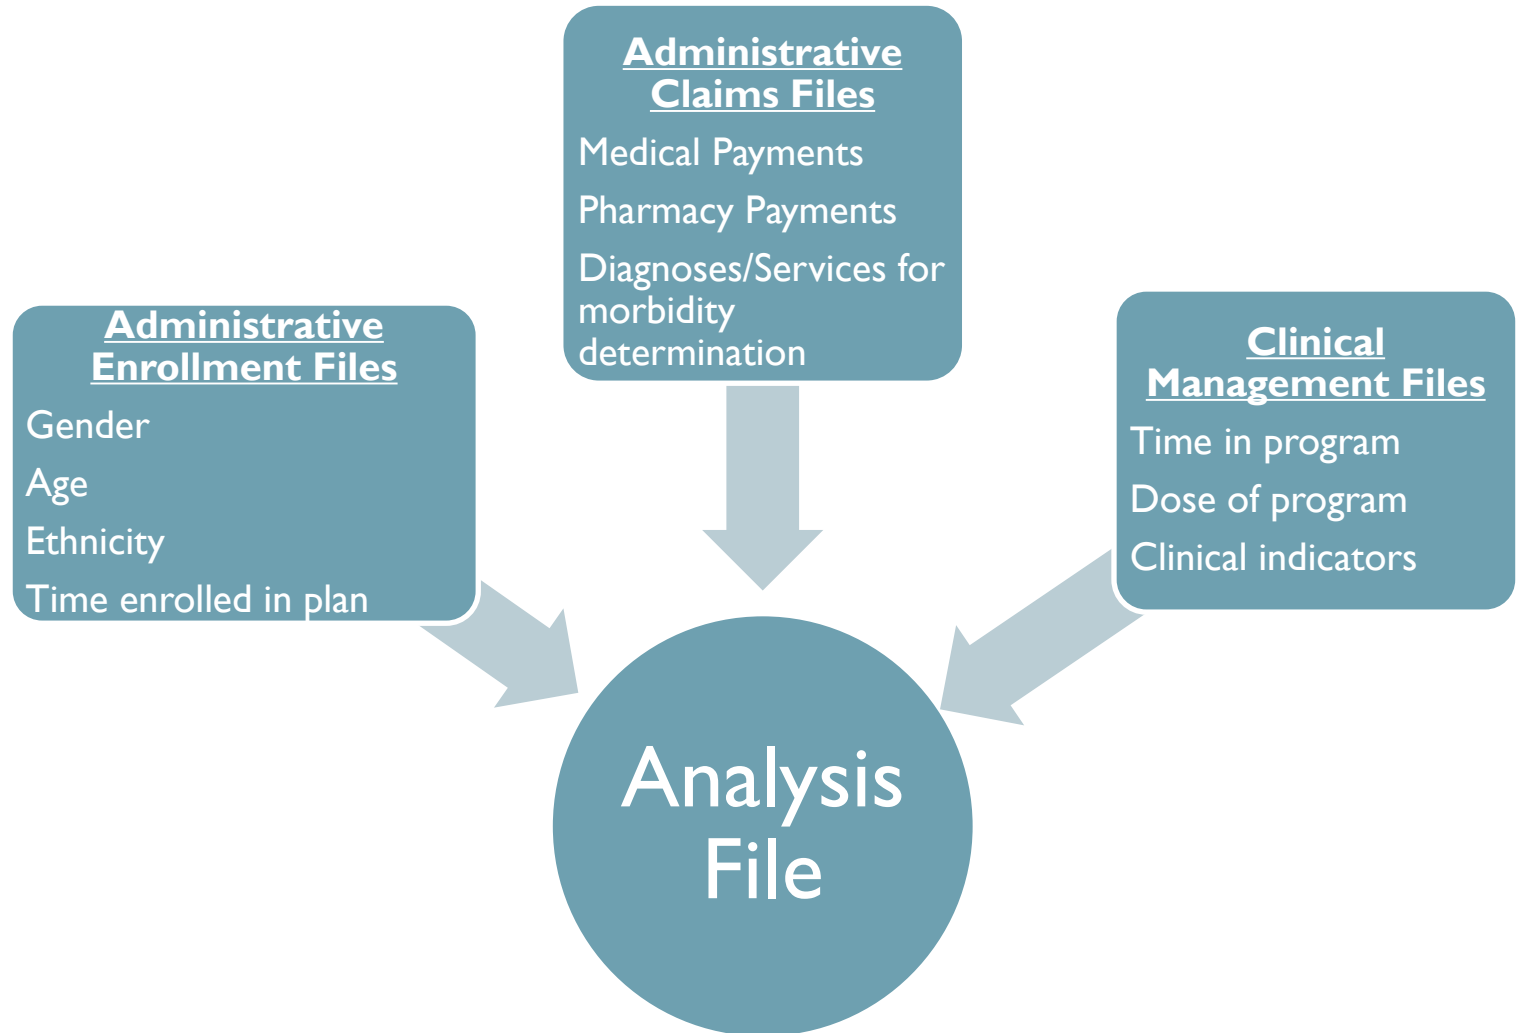 Administrative
Claims Files
Medical Payments
Pharmacy Payments
Diagnoses/Services for
morbidity
determination
Administrative
Enrollment Files
Gender
Age
Ethnicity
Time enrolled in plan
Clinical
Management Files
Time in program
Dose of program
Clinical indicators
Analysis
File